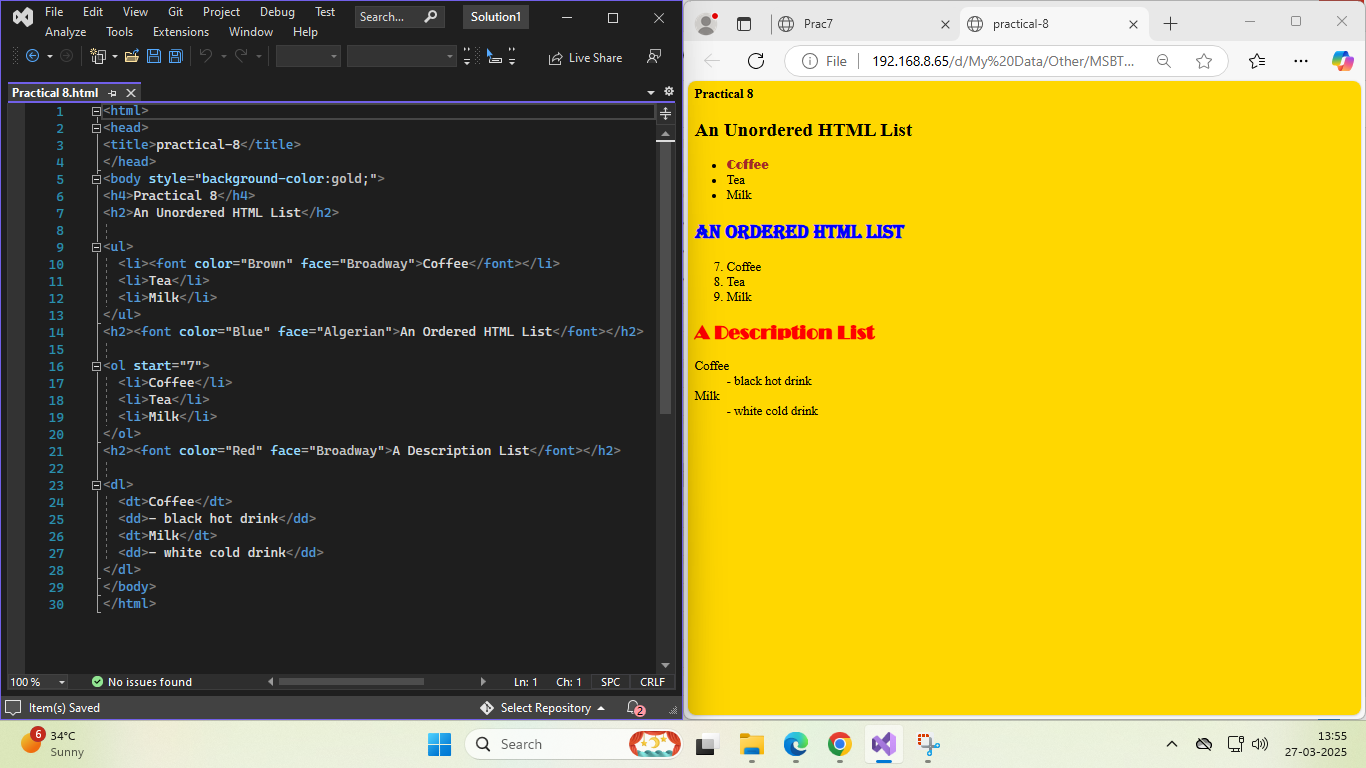 File Edit View Git Project Debug Test Search... Solution1
Analyze Tools Extensions Window Help
Live Share
Practical 8.html
1 <html>
2 <head>
3 <title>practical-8</title>
4 </head>
5 <body style="background-color:gold;">
6 <h4>Practical 8</h4>
7 <h2>An Unordered HTML List</h2>
8
9 <ul>
10 <li><font color="Brown" face="Broadway">Coffee</font></li>
11 <li>Tea</li>
12 <li>Milk</li>
13 </ul>
14 <h2><font color="Blue" face="Algerian">An Ordered HTML List</font></h2>
15
16 <ol start="7">
17 <li>Coffee</li>
18 <li>Tea</li>
19 <li>Milk</li>
20 </ol>
21 <h2><font color="Red" face="Broadway">A Description List</font></h2>
22
23 <dl>
24 <dt>Coffee</dt>
25 <dd>- black hot drink</dd>
26 <dt>Milk</dt>
27 <dd>- white cold drink</dd>
28 </dl>
29 </body>
30 </html>
100 % No issues found Ln: 1 Ch: 1 SPC CRLF
Item(s) Saved Select Repository 2
Prac7 practical-8
File 192.168.8.65/d/My%20Data/Other/MSBT...
Practical 8
An Unordered HTML List
• Coffee
• Tea
• Milk
AN ORDERED HTML LIST
7. Coffee
8. Tea
9. Milk
A Description List
Coffee
- black hot drink
Milk
- white cold drink
6 34°C
Sunny
Search
13:55
27-03-2025